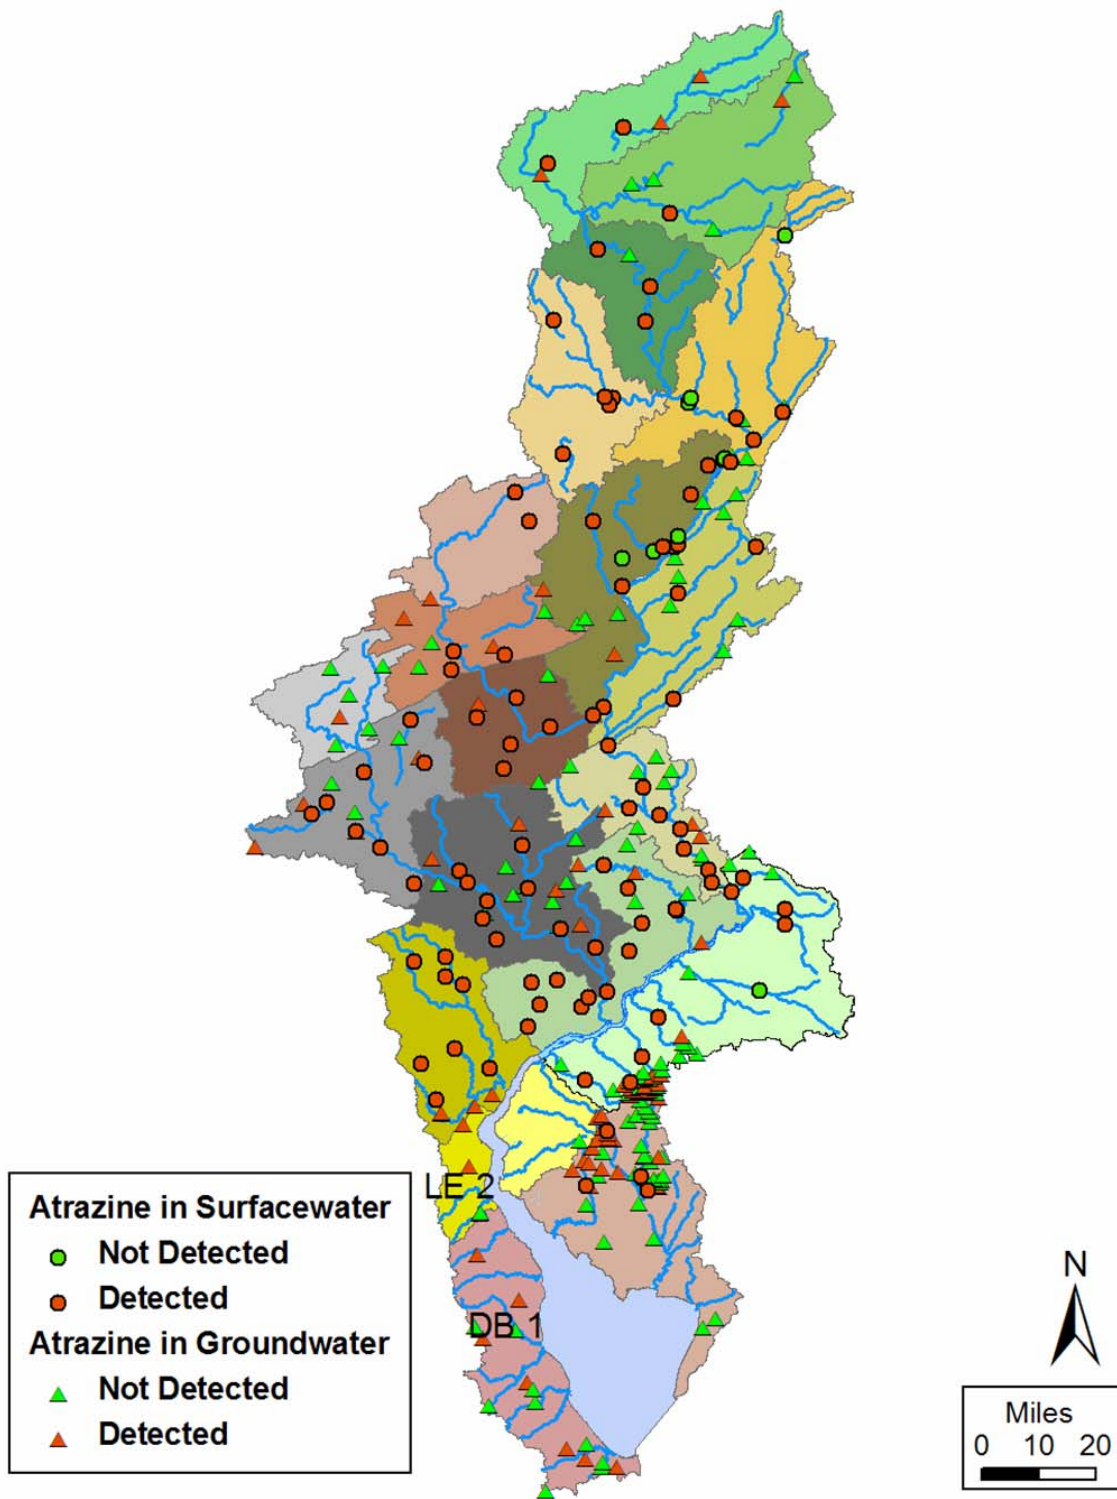 LE 2
DB 1
Atrazine in Surfacewater
Not Detected
Detected
Atrazine in Groundwater
Not Detected
Detected
N
Miles
0 10 20